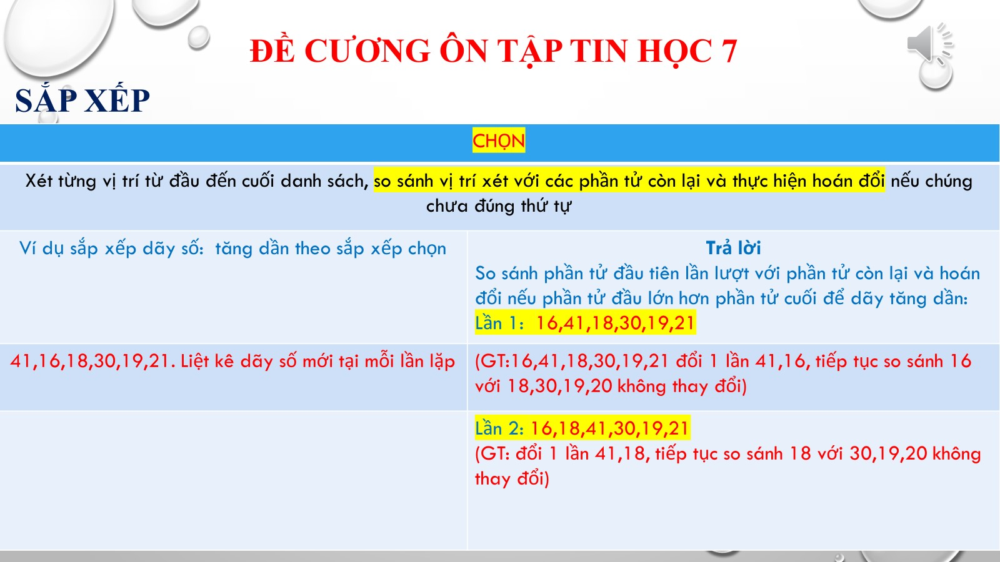 ĐỀ CƯƠNG ÔN TẬP TIN HỌC 7
SẮP XẾP
CHỌN
Xét từng vị trí từ đầu đến cuối danh sách, so sánh vị trí xét với các phần tử còn lại và thực hiện hoán đổi nếu chúng
chưa đúng thứ tự
Ví dụ sắp xếp dãy số: tăng dần theo sắp xếp chọn
Trả lời
So sánh phần tử đầu tiên lần lượt với phần tử còn lại và hoán
đổi nếu phần tử đầu lớn hơn phần tử cuối để dãy tăng dần:
Lần 1: 16,41,18,30,19,21
41,16,18,30,19,21. Liệt kê dãy số mới tại mỗi lần lặp
(GT:16,41,18,30,19,21 đổi 1 lần 41,16, tiếp tục so sánh 16
với 18,30,19,20 không thay đổi)
Lần 2: 16,18,41,30,19,21
(GT: đổi 1 lần 41,18, tiếp tục so sánh 18 với 30,19,20 không
thay đổi)